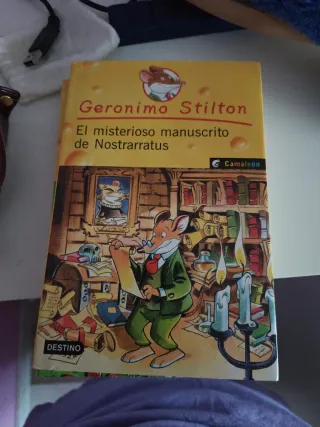 Geronimo Stilton
El misterioso manuscrito
de Nostrarratus
Camaleón
DESTINO